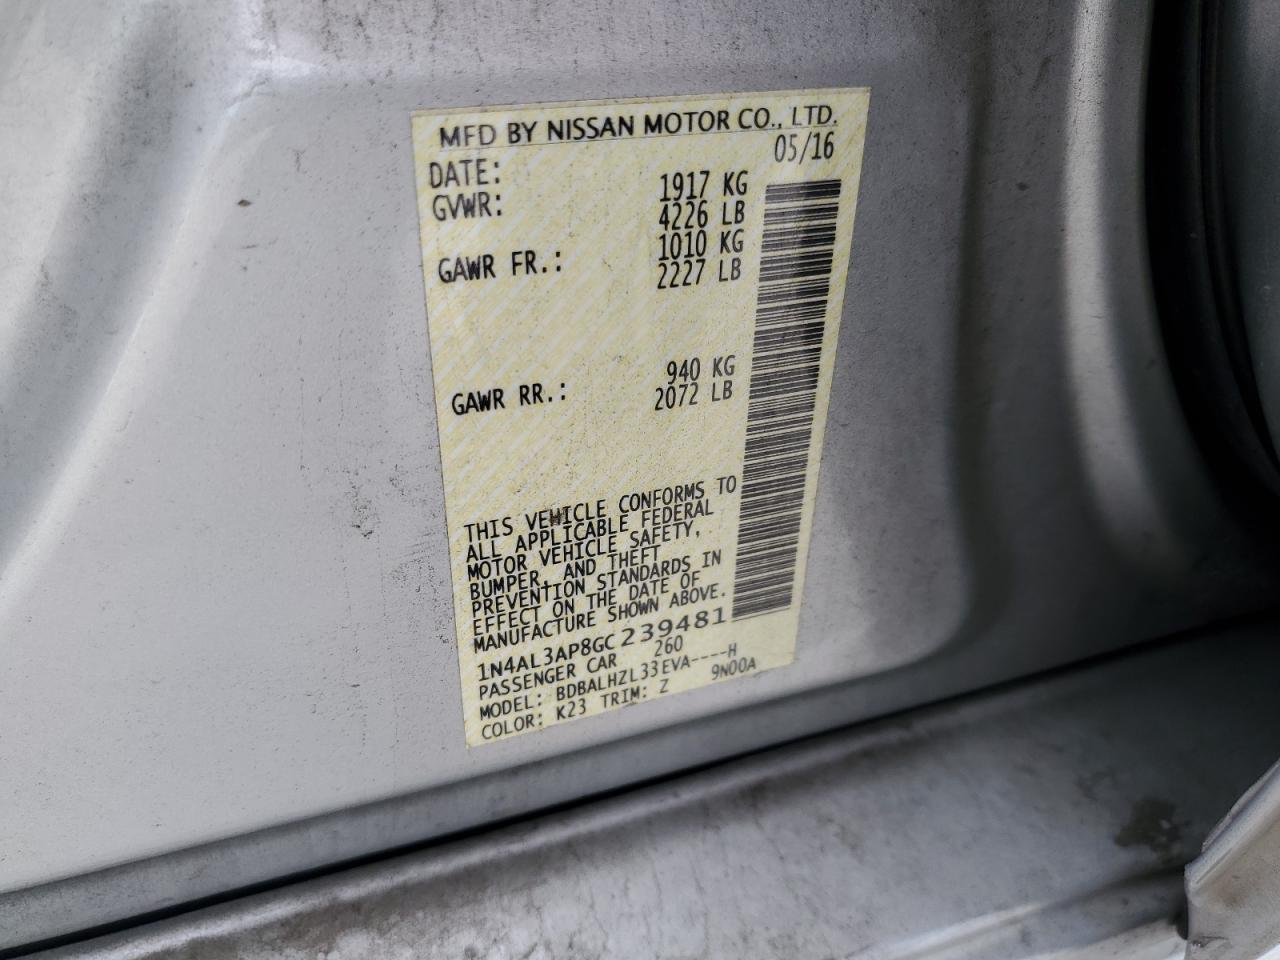 MFD BY NISSAN MOTOR CO., LTD.
DATE: 05/16
GVWR: 1917 KG
4226 LB
GAWR FR.: 1010 KG
2227 LB
GAWR RR.: 940 KG
2072 LB
THIS VEHICLE CONFORMS TO
ALL APPLICABLE FEDERAL
MOTOR VEHICLE SAFETY,
BUMPER, AND THEFT
PREVENTION STANDARDS IN
EFFECT ON THE DATE OF
MANUFACTURE SHOWN ABOVE.
1N4AL3AP8GC239481
PASSENGER CAR 260
MODEL: BDBALHZL33EVA----H
COLOR: K23 TRIM: Z 9N00A